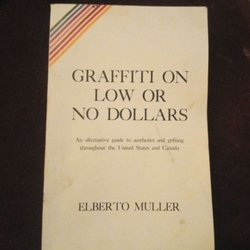 GRAFFITI ON
LOW OR
NO DOLLARS
An alternative guide to aesthetics and grifting
throughout the United States and Canada
ELBERTO MULLER